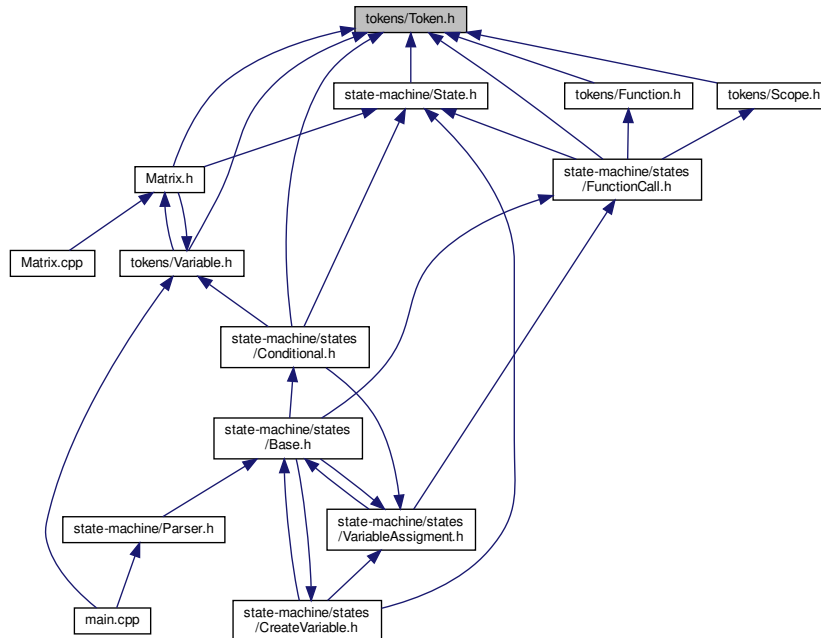 tokens/Token.h
state-machine/State.h
tokens/Function.h
tokens/Scope.h
Matrix.h
state-machine/states
/FunctionCall.h
Matrix.cpp
tokens/Variable.h
state-machine/states
/Conditional.h
state-machine/states
/Base.h
state-machine/Parser.h
state-machine/states
/VariableAssigment.h
main.cpp
state-machine/states
/CreateVariable.h